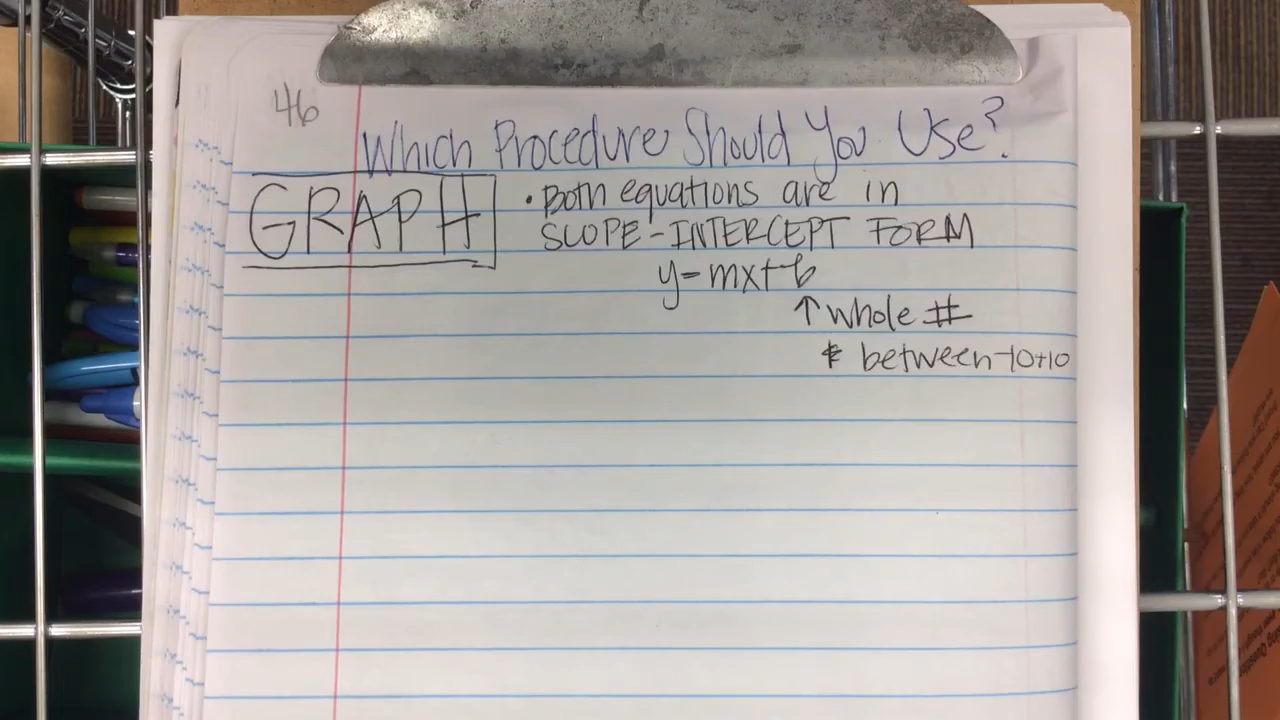 46
Which Procedure Should You Use?
GRAPH
• Both equations are in
SLOPE-INTERCEPT FORM
y=mx+b
↑ whole #
* between -10+10